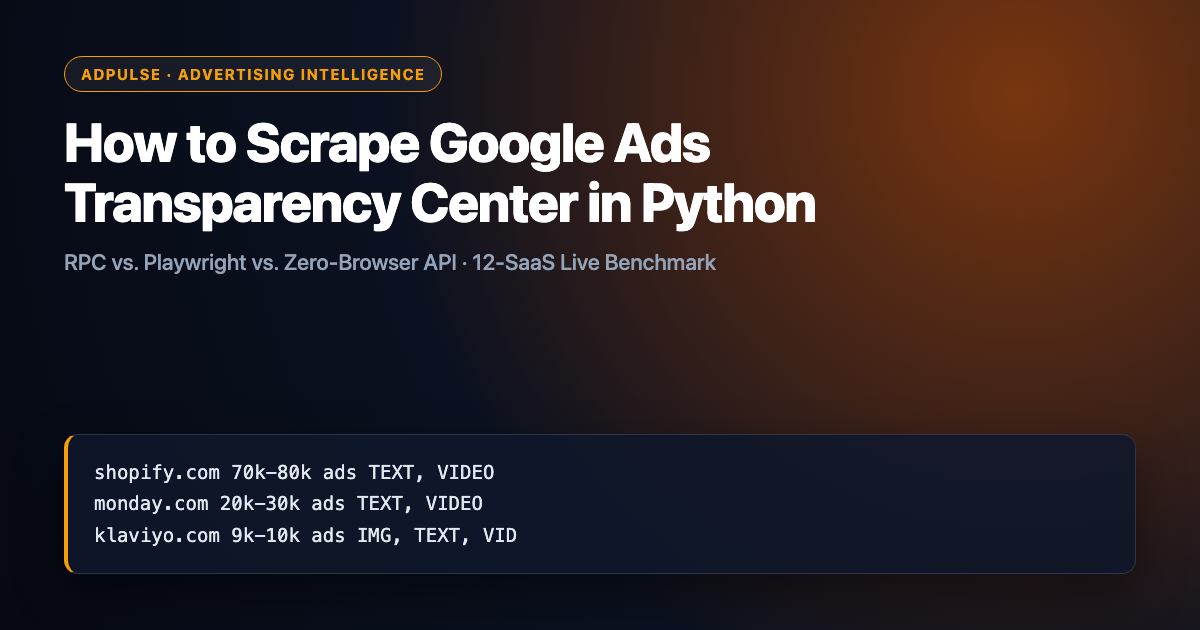 ADPULSE · ADVERTISING INTELLIGENCE
How to Scrape Google Ads
Transparency Center in Python
RPC vs. Playwright vs. Zero-Browser API · 12-SaaS Live Benchmark
shopify.com 70k–80k ads TEXT, VIDEO
monday.com 20k–30k ads TEXT, VIDEO
klaviyo.com 9k–10k ads IMG, TEXT, VID